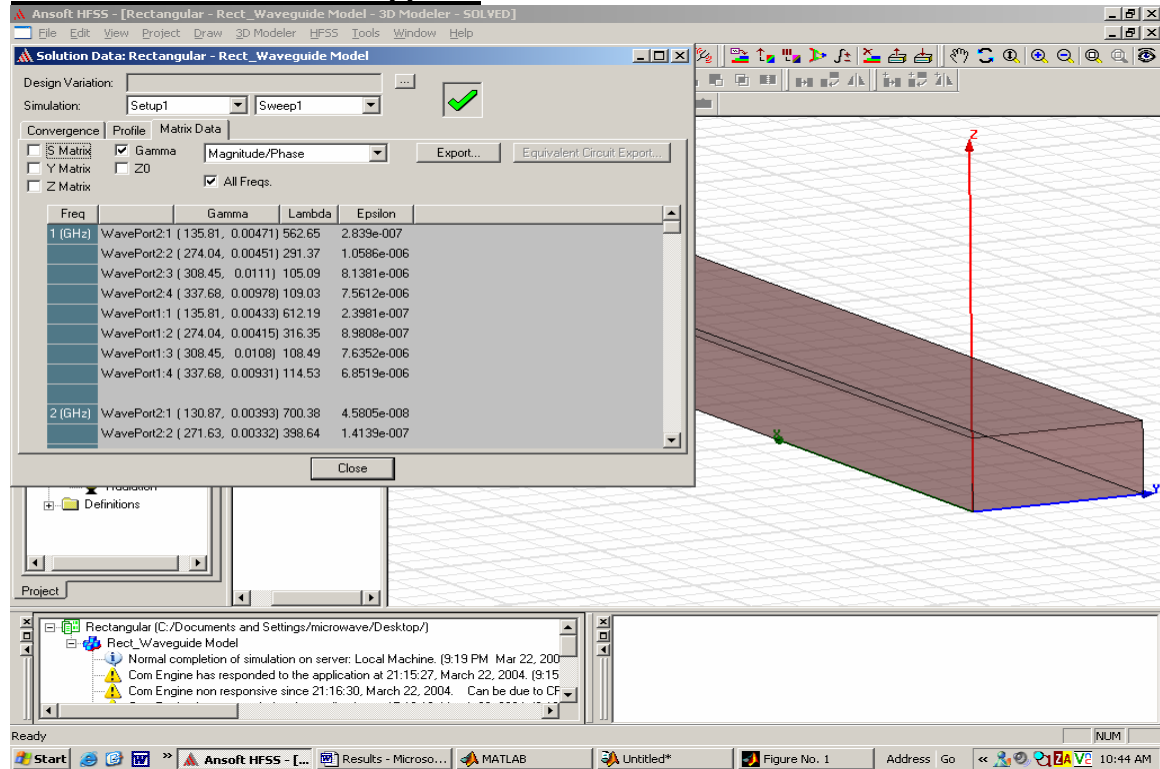 Ansoft HFSS - [Rectangular - Rect_Waveguide Model - 3D Modeler - SOLVED]
File Edit View Project Draw 3D Modeler HFSS Tools Window Help
Solution Data: Rectangular - Rect_Waveguide Model
Design Variation: ...
Simulation: Setup1 Sweep1
Convergence Profile Matrix Data
S Matrix Gamma Magnitude/Phase Export... Equivalent Circuit Export...
Y Matrix Z0
Z Matrix All Freqs.
Freq Gamma Lambda Epsilon
1 (GHz) WavePort2:1 ( 135.81, 0.00471) 562.65 2.839e-007
WavePort2:2 ( 274.04, 0.00451) 291.37 1.0586e-006
WavePort2:3 ( 308.45, 0.0111) 105.09 8.1381e-006
WavePort2:4 ( 337.68, 0.00978) 109.03 7.5612e-006
WavePort1:1 ( 135.81, 0.00433) 612.19 2.3981e-007
WavePort1:2 ( 274.04, 0.00415) 316.35 8.9808e-007
WavePort1:3 ( 308.45, 0.0108) 108.49 7.6352e-006
WavePort1:4 ( 337.68, 0.00931) 114.53 6.8519e-006
2 (GHz) WavePort2:1 ( 130.87, 0.00393) 700.38 4.5805e-008
WavePort2:2 ( 271.63, 0.00332) 398.64 1.4139e-007
Close
Z
X
Y
Definitions
Project
Rectangular (C:/Documents and Settings/microwave/Desktop/)
Rect_Waveguide Model
Normal completion of simulation on server: Local Machine. (9:19 PM Mar 22, 200
Com Engine has responded to the application at 21:15:27, March 22, 2004. (9:15
Com Engine non responsive since 21:16:30, March 22, 2004. Can be due to CF
Ready NUM
Start W » Ansoft HFSS - [... Results - Microso... MATLAB Untitled* Figure No. 1 Address Go « 10:44 AM